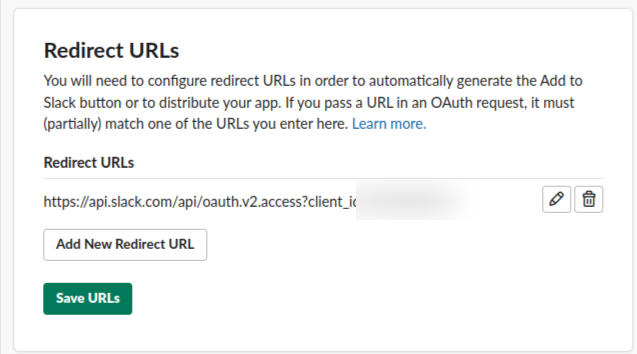 Redirect URLs
You will need to configure redirect URLs in order to automatically generate the Add to
Slack button or to distribute your app. If you pass a URL in an OAuth request, it must
(partially) match one of the URLs you enter here. Learn more.
Redirect URLs
https://api.slack.com/api/oauth.v2.access?client_id
Add New Redirect URL
Save URLs